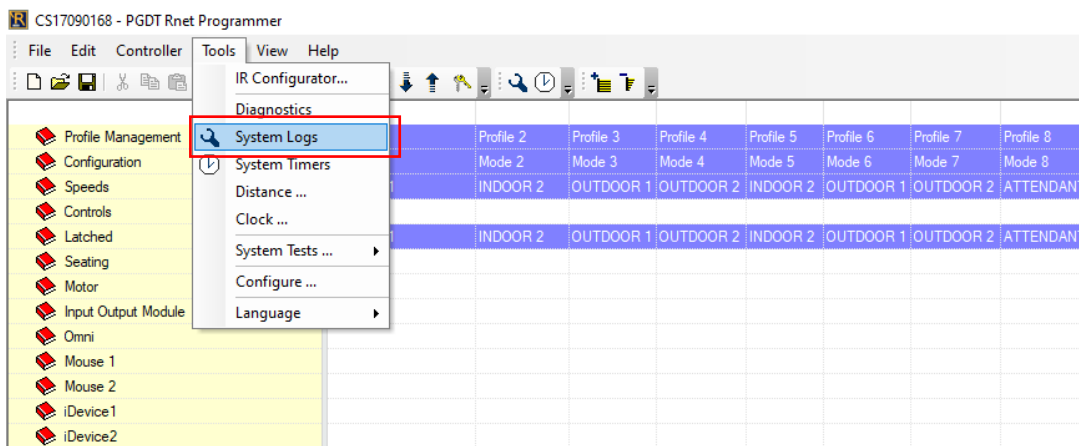 CS17090168 - PGDT Rnet Programmer
File Edit Controller Tools View Help
IR Configurator...
Diagnostics
System Logs
System Timers
Distance ...
Clock ...
System Tests ...
Configure ...
Language
Profile 2 Profile 3 Profile 4 Profile 5 Profile 6 Profile 7 Profile 8
Mode 2 Mode 3 Mode 4 Mode 5 Mode 6 Mode 7 Mode 8
INDOOR 2 OUTDOOR 1 OUTDOOR 2 INDOOR 2 OUTDOOR 1 OUTDOOR 2 ATTENDAN
INDOOR 2 OUTDOOR 1 OUTDOOR 2 INDOOR 2 OUTDOOR 1 OUTDOOR 2 ATTENDAN
Profile Management
Configuration
Speeds
Controls
Latched
Seating
Motor
Input Output Module
Omni
Mouse 1
Mouse 2
iDevice1
iDevice2